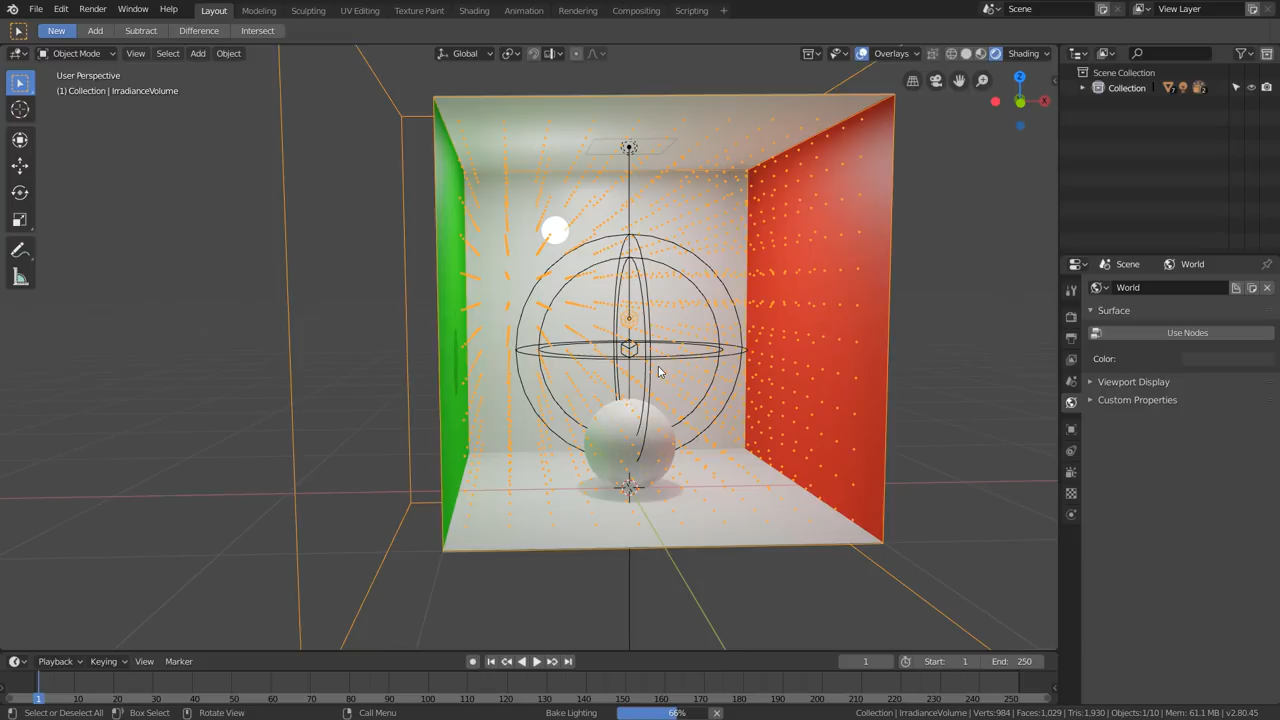 File Edit Render Window Help Layout Modeling Sculpting UV Editing Texture Paint Shading Animation Rendering Compositing Scripting + Scene View Layer
New Add Subtract Difference Intersect
Object Mode View Select Add Object Global Overlays Shading
User Perspective
(1) Collection | IrradianceVolume
Z
X
Scene Collection
Collection 7 2
Scene World
World
Surface
Use Nodes
Color:
Viewport Display
Custom Properties
Playback Keying View Marker 1 Start: 1 End: 250
1 10 20 30 40 50 60 70 80 90 100 110 120 130 140 150 160 170 180 190 200 210 220 230 240 250
Select or Deselect All Box Select Rotate View Call Menu Bake Lighting 66% Collection | IrradianceVolume | Verts:984 | Faces:1,029 | Tris:1,930 | Objects:1/10 | Mem: 61.1 MB | v2.80.45